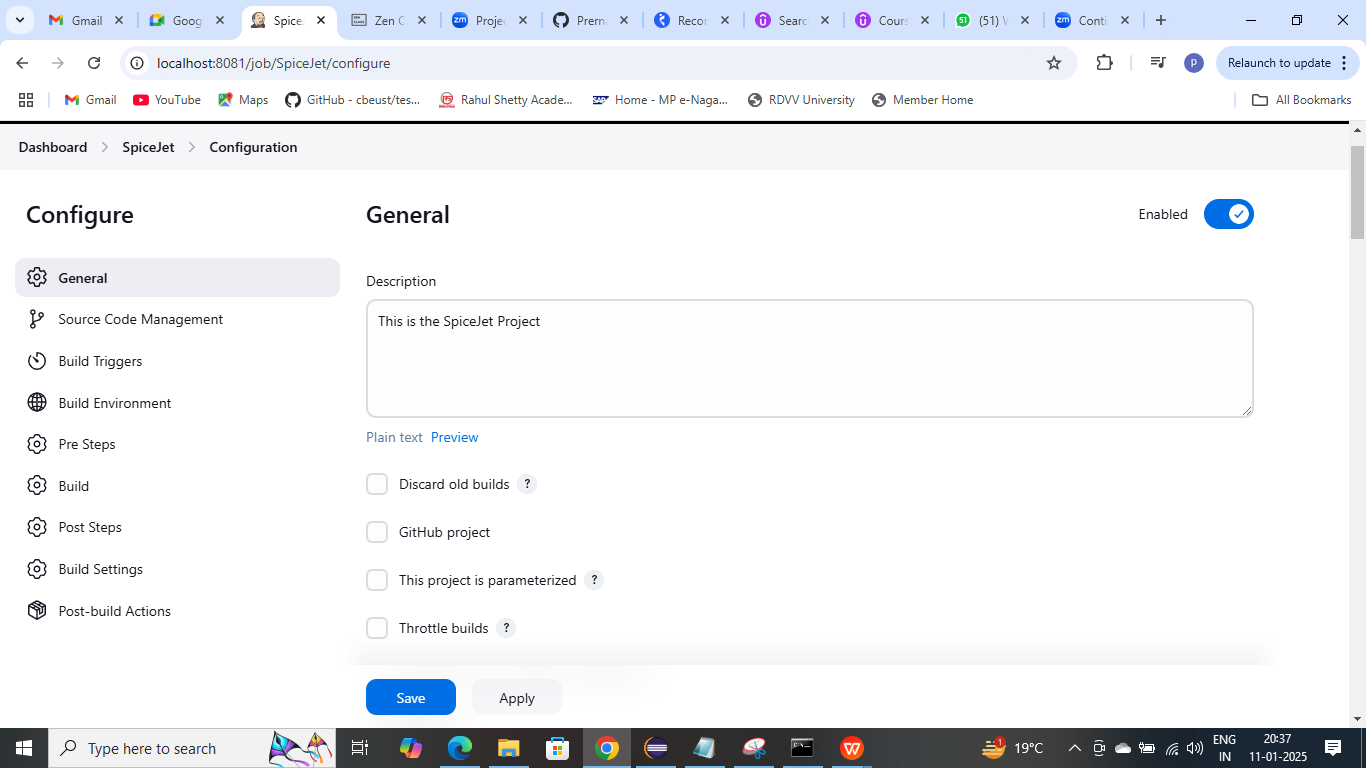 Gmail
Goog
Spice.
Zen C
Projec
Prerna
Recor
Searc
Cours
(51) W
Conti
localhost:8081/job/SpiceJet/configure
p
Relaunch to update
Gmail
YouTube
Maps
GitHub - cbeust/tes...
Rahul Shetty Acade...
Home - MP e-Naga...
RDVV University
Member Home
All Bookmarks
Dashboard
SpiceJet
Configuration
Configure
General
Source Code Management
Build Triggers
Build Environment
Pre Steps
Build
Post Steps
Build Settings
Post-build Actions
General
Enabled
Description
This is the SpiceJet Project
Plain text Preview
Discard old builds ?
GitHub project
This project is parameterized ?
Throttle builds ?
Save
Apply
Type here to search
1
19°C
ENG
IN
20:37
11-01-2025